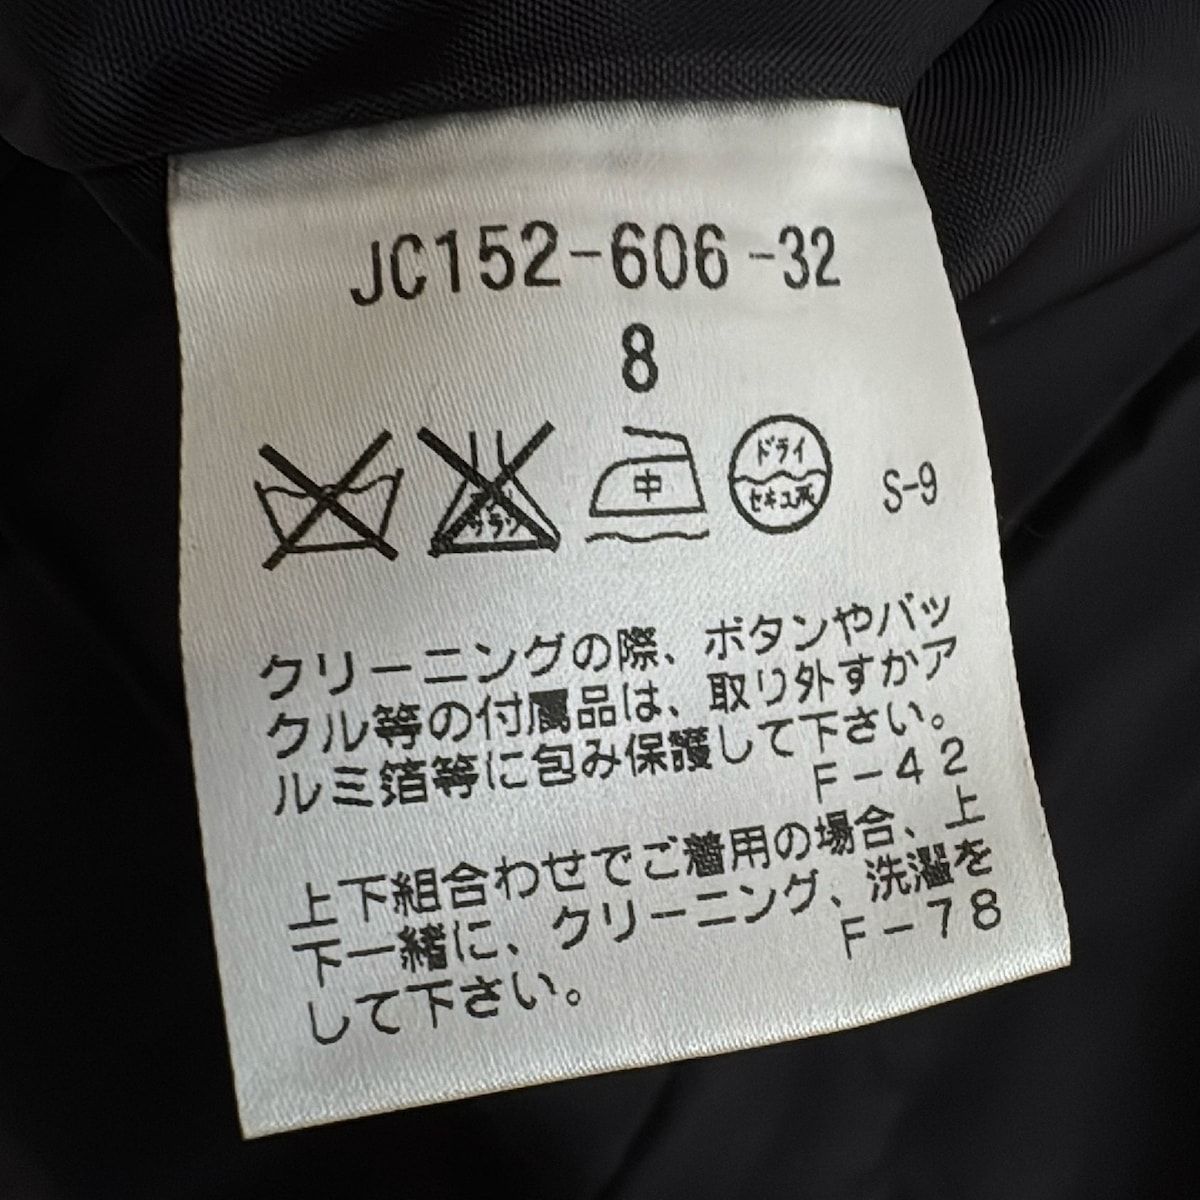 JC152-606-32
8
中
ドライ
セキユ系
S-9
クリーニングの際、ボタンやバッ
クル等の付属品は、取り外すかア
ルミ箔等に包み保護して下さい。
F-42
上下組合わせでご着用の場合、上
下一緒に、クリーニング、洗濯を
して下さい。
F-78